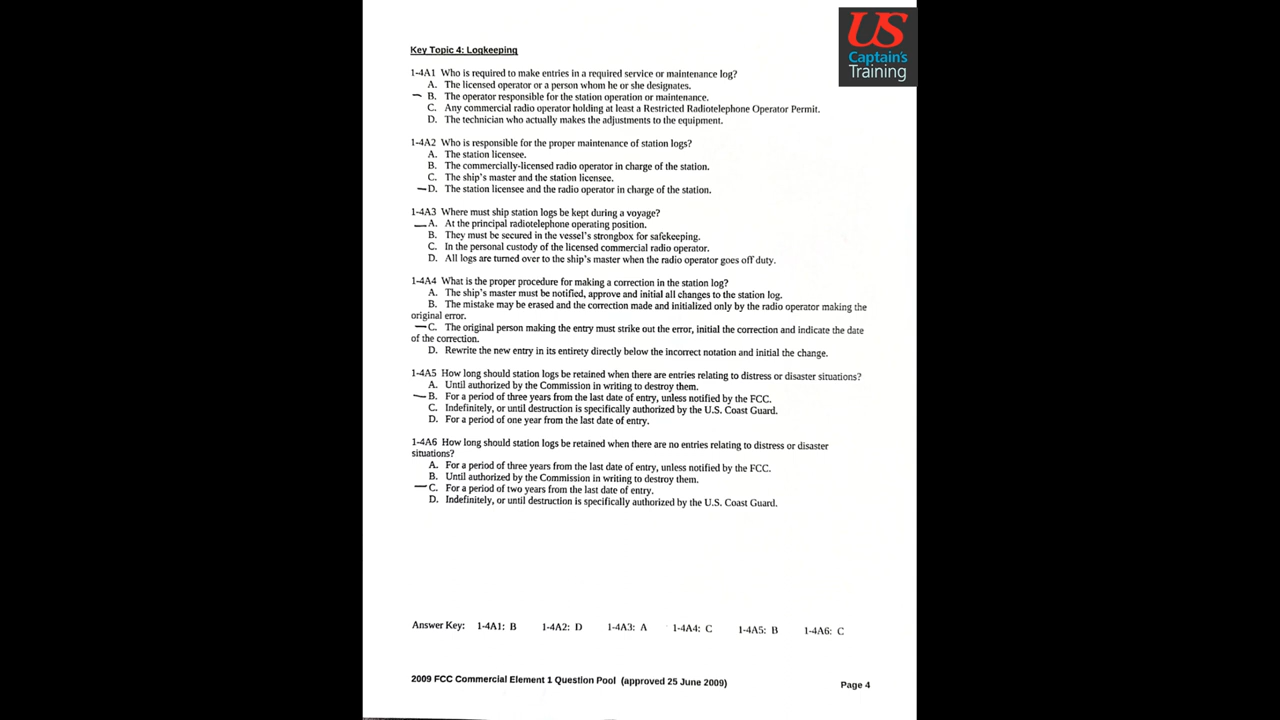 US
Captain's
Training
Key Topic 4: Logkeeping
1-4A1 Who is required to make entries in a required service or maintenance log?
A. The licensed operator or a person whom he or she designates.
B. The operator responsible for the station operation or maintenance.
C. Any commercial radio operator holding at least a Restricted Radiotelephone Operator Permit.
D. The technician who actually makes the adjustments to the equipment.
1-4A2 Who is responsible for the proper maintenance of station logs?
A. The station licensee.
B. The commercially-licensed radio operator in charge of the station.
C. The ship's master and the station licensee.
D. The station licensee and the radio operator in charge of the station.
1-4A3 Where must ship station logs be kept during a voyage?
A. At the principal radiotelephone operating position.
B. They must be secured in the vessel's strongbox for safekeeping.
C. In the personal custody of the licensed commercial radio operator.
D. All logs are turned over to the ship's master when the radio operator goes off duty.
1-4A4 What is the proper procedure for making a correction in the station log?
A. The ship's master must be notified, approve and initial all changes to the station log.
B. The mistake may be erased and the correction made and initialized only by the radio operator making the
original error.
C. The original person making the entry must strike out the error, initial the correction and indicate the date
of the correction.
D. Rewrite the new entry in its entirety directly below the incorrect notation and initial the change.
1-4A5 How long should station logs be retained when there are entries relating to distress or disaster situations?
A. Until authorized by the Commission in writing to destroy them.
B. For a period of three years from the last date of entry, unless notified by the FCC.
C. Indefinitely, or until destruction is specifically authorized by the U.S. Coast Guard.
D. For a period of one year from the last date of entry.
1-4A6 How long should station logs be retained when there are no entries relating to distress or disaster
situations?
A. For a period of three years from the last date of entry, unless notified by the FCC.
B. Until authorized by the Commission in writing to destroy them.
C. For a period of two years from the last date of entry.
D. Indefinitely, or until destruction is specifically authorized by the U.S. Coast Guard.
Answer Key: 1-4A1: B 1-4A2: D 1-4A3: A 1-4A4: C 1-4A5: B 1-4A6: C
2009 FCC Commercial Element 1 Question Pool (approved 25 June 2009)
Page 4